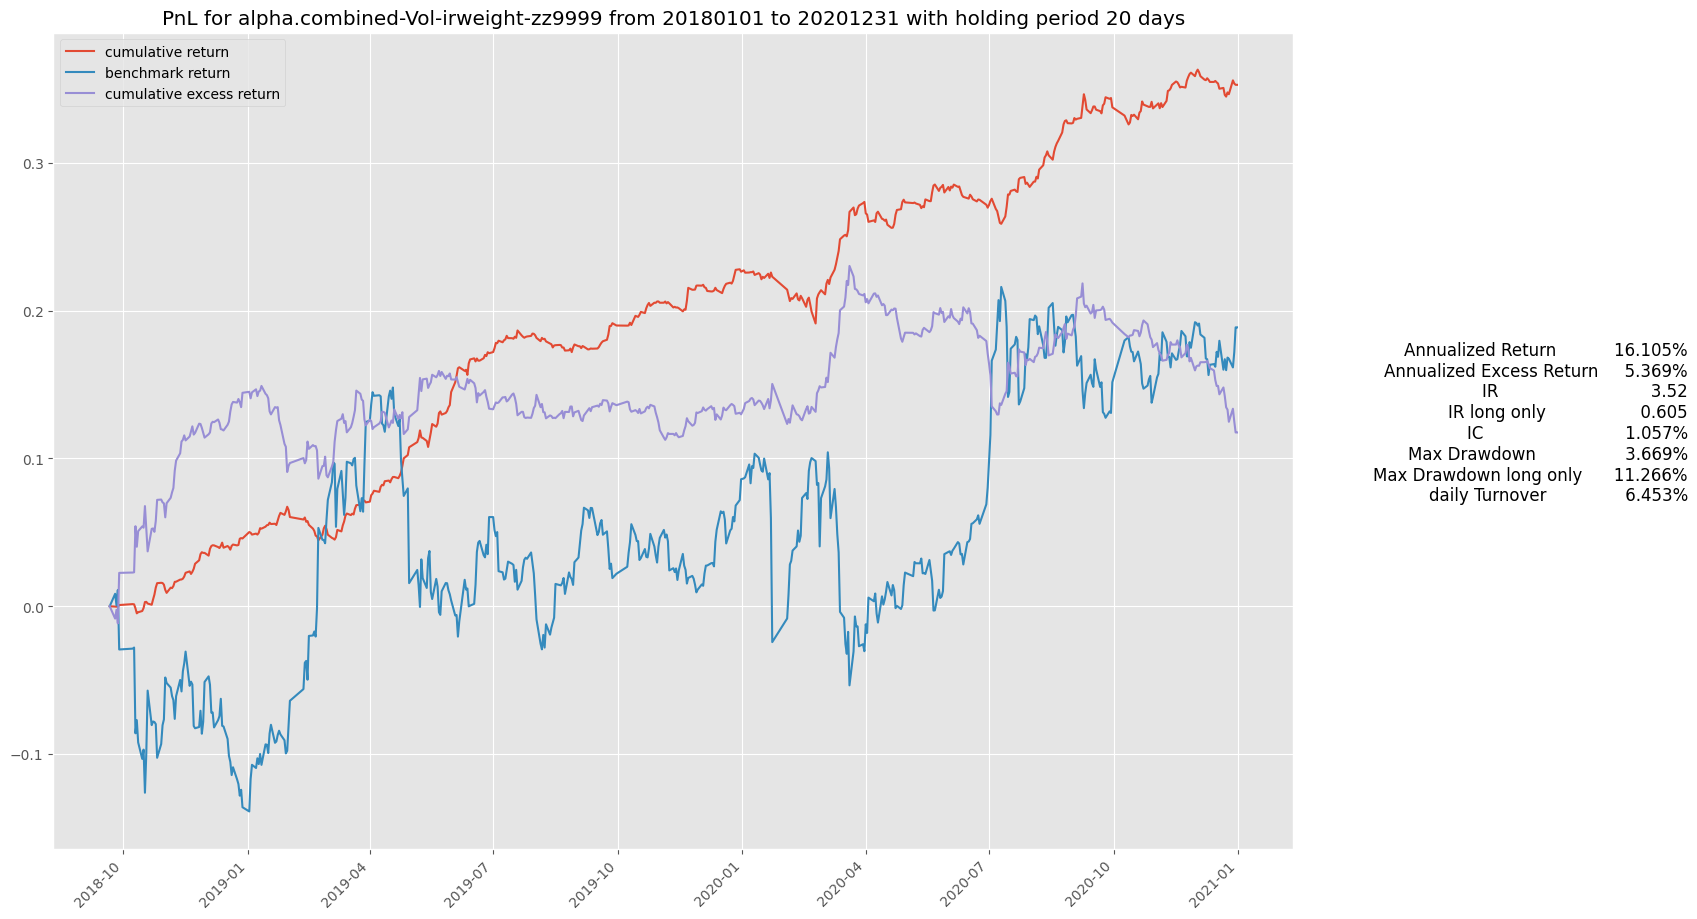 PnL for alpha.combined-Vol-irweight-zz9999 from 20180101 to 20201231 with holding period 20 days
cumulative return
benchmark return
cumulative excess return
0.3
0.2
0.1
0.0
−0.1
2018-10
2019-01
2019-04
2019-07
2019-10
2020-01
2020-04
2020-07
2020-10
2021-01
Annualized Return 16.105%
Annualized Excess Return 5.369%
IR 3.52
IR long only 0.605
IC 1.057%
Max Drawdown 3.669%
Max Drawdown long only 11.266%
daily Turnover 6.453%